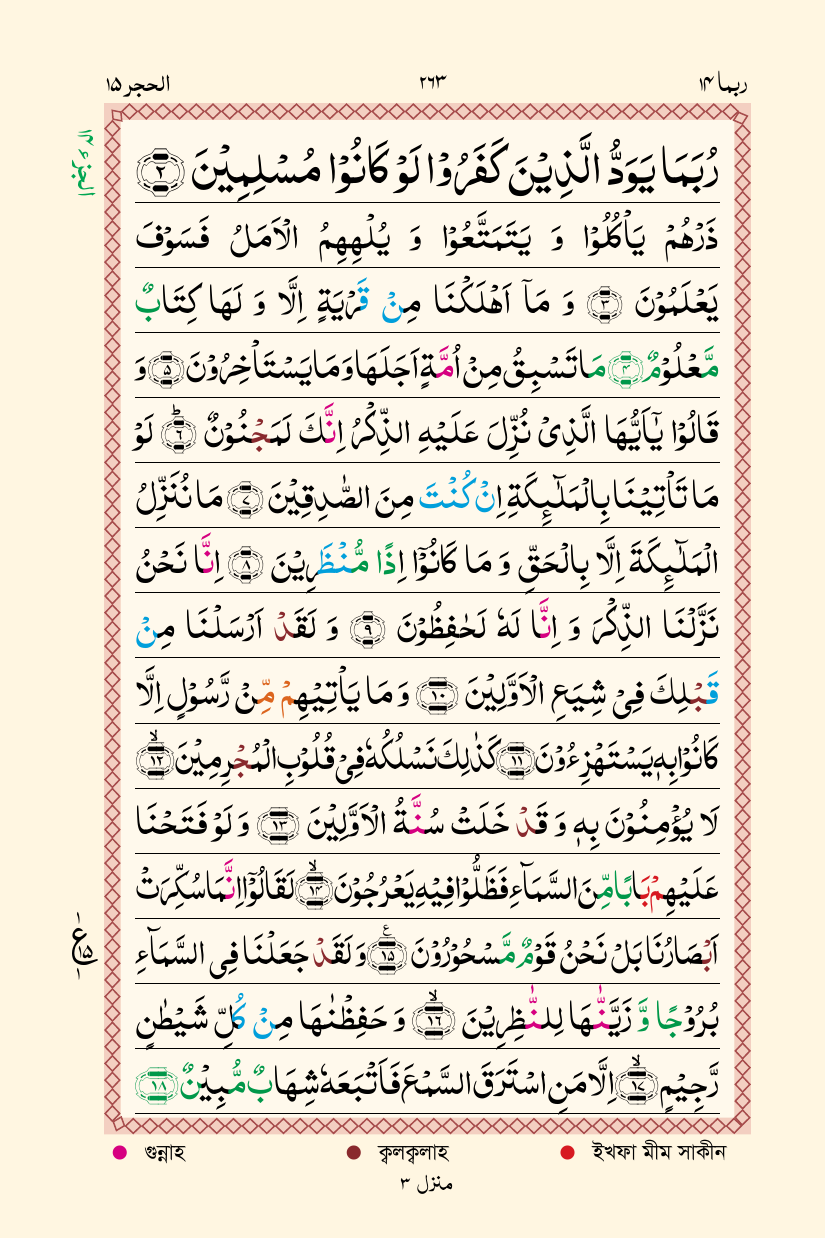 ربما ۱۴ ۲۶۳ الحجر ۱۵
الجزء ۱۴
رُبَمَا يَوَدُّ الَّذِيْنَ كَفَرُوْا لَوْ كَانُوْا مُسْلِمِيْنَ ﴿۲﴾
ذَرْهُمْ يَاْكُلُوْا وَ يَتَمَتَّعُوْا وَ يُلْهِهِمُ الْاَمَلُ فَسَوْفَ
يَعْلَمُوْنَ ﴿۳﴾ وَ مَاۤ اَهْلَكْنَا مِنْ قَرْيَةٍ اِلَّا وَ لَهَا كِتَابٌ
مَّعْلُوْمٌ ﴿۴﴾ مَا تَسْبِقُ مِنْ اُمَّةٍ اَجَلَهَا وَ مَا يَسْتَاْخِرُوْنَ ﴿۵﴾ وَ
قَالُوْا يٰۤاَيُّهَا الَّذِيْ نُزِّلَ عَلَيْهِ الذِّكْرُ اِنَّكَ لَمَجْنُوْنٌ ﴿۶﴾ؕ لَوْ
مَا تَاْتِيْنَا بِالْمَلٰٓىِٕكَةِ اِنْ كُنْتَ مِنَ الصّٰدِقِيْنَ ﴿۷﴾ مَا نُنَزِّلُ
الْمَلٰٓىِٕكَةَ اِلَّا بِالْحَقِّ وَ مَا كَانُوْۤا اِذًا مُّنْظَرِيْنَ ﴿۸﴾ اِنَّا نَحْنُ
نَزَّلْنَا الذِّكْرَ وَ اِنَّا لَهٗ لَحٰفِظُوْنَ ﴿۹﴾ وَ لَقَدْ اَرْسَلْنَا مِنْ
قَبْلِكَ فِيْ شِيَعِ الْاَوَّلِيْنَ ﴿۱۰﴾ وَ مَا يَاْتِيْهِمْ مِّنْ رَّسُوْلٍ اِلَّا
كَانُوْا بِهٖ يَسْتَهْزِءُوْنَ ﴿۱۱﴾ كَذٰلِكَ نَسْلُكُهٗ فِيْ قُلُوْبِ الْمُجْرِمِيْنَ ﴿۱۲﴾ۙ
لَا يُؤْمِنُوْنَ بِهٖ وَ قَدْ خَلَتْ سُنَّةُ الْاَوَّلِيْنَ ﴿۱۳﴾ وَ لَوْ فَتَحْنَا
عَلَيْهِمْ بَابًا مِّنَ السَّمَآءِ فَظَلُّوْا فِيْهِ يَعْرُجُوْنَ ﴿۱۴﴾ۙ لَقَالُوْۤا اِنَّمَا سُكِّرَتْ
اَبْصَارُنَا بَلْ نَحْنُ قَوْمٌ مَّسْحُوْرُوْنَ ﴿۱۵﴾ۧ وَ لَقَدْ جَعَلْنَا فِي السَّمَآءِ
بُرُوْجًا وَّ زَيَّنّٰهَا لِلنّٰظِرِيْنَ ﴿۱۶﴾ۙ وَ حَفِظْنٰهَا مِنْ كُلِّ شَيْطٰنٍ
رَّجِيْمٍ ﴿۱۷﴾ۙ اِلَّا مَنِ اسْتَرَقَ السَّمْعَ فَاَتْبَعَهٗ شِهَابٌ مُّبِيْنٌ ﴿۱۸﴾
গুন্নাহ ক্বলক্বলাহ ইখফা মীম সাকীন
منزل ۳